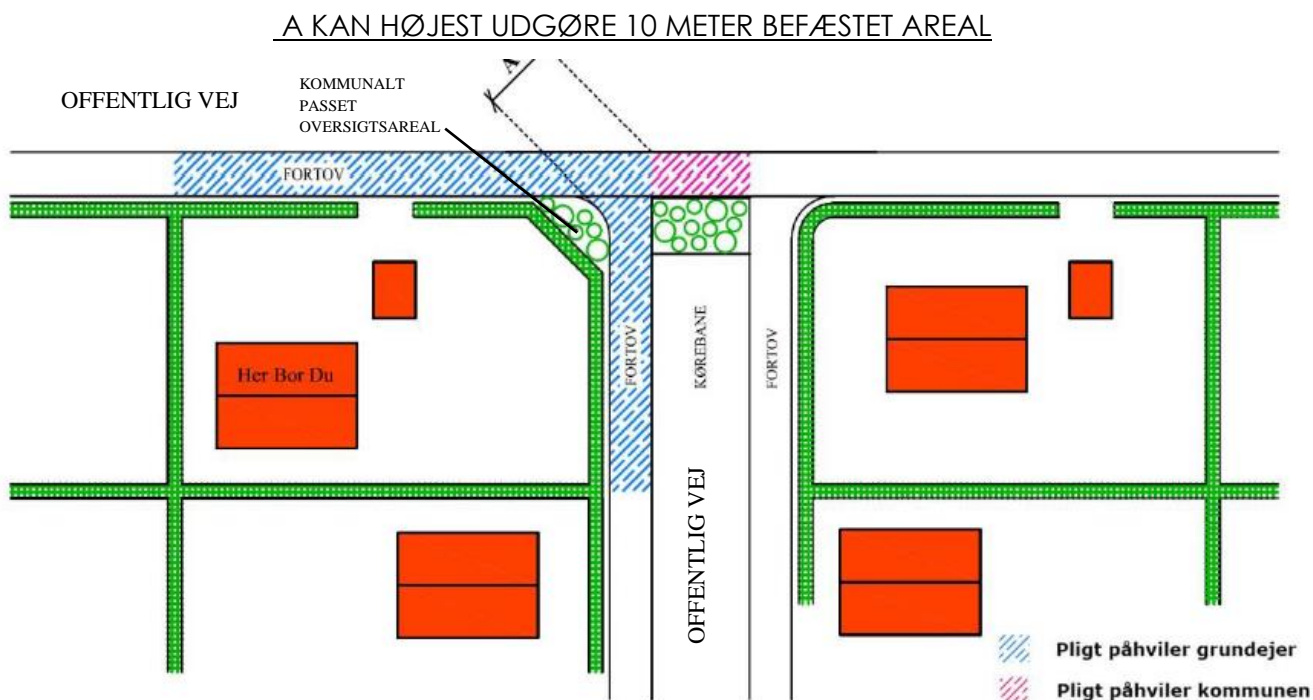 A KAN HØJEST UDGØRE 10 METER BEFÆSTET AREAL
OFFENTLIG VEJ
KOMMUNALT
PASSET
OVERSIGTSAREAL
A
FORTOV
Her Bor Du
FORTOV
KØREBANE
FORTOV
OFFENTLIG VEJ
Pligt påhviler grundejer
Pligt påhviler kommunen